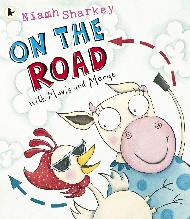 Niamh Sharkey
ON THE
ROAD
with Mavis and Marge